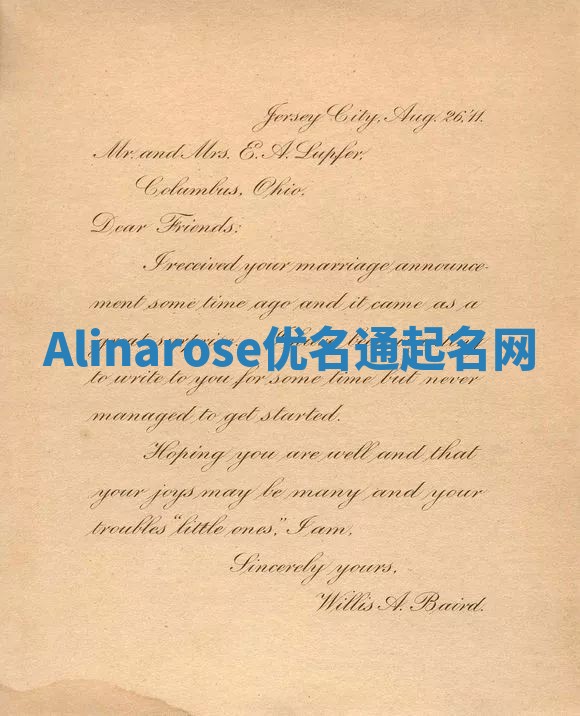 Jersey City, Aug. 26,'11.
Mr. and Mrs. E. A. Lupfer,
Columbus, Ohio.
Dear Friends:
I received your marriage announce-
ment some time ago and it came as a
Alinarose优名通起名网
to write to you for some time but never
managed to get started.
Hoping you are well and that
your joys may be many and your
troubles "little ones," I am,
Sincerely yours,
Willis A. Baird.